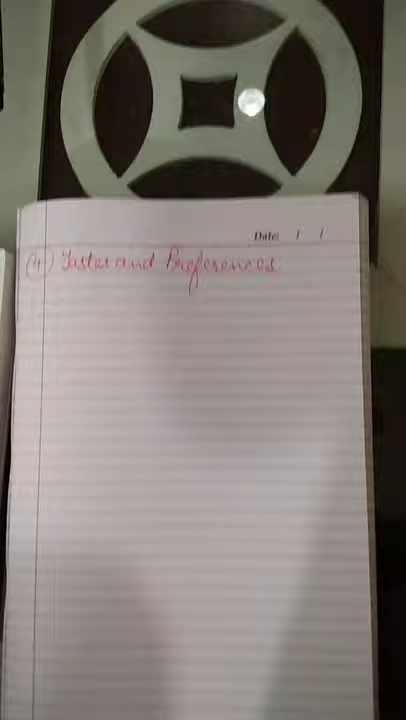 Date: / /
(4) Tastes and Preferences